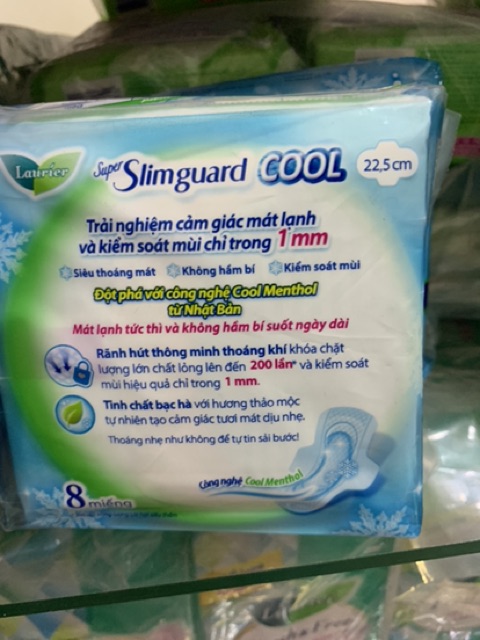 Laurier
Super Slimguard COOL
22,5cm
Trải nghiệm cảm giác mát lạnh
và kiểm soát mùi chỉ trong 1 mm
Siêu thoáng mát Không hầm bí Kiểm soát mùi
Đột phá với công nghệ Cool Menthol
từ Nhật Bản
Mát lạnh tức thì và không hầm bí suốt ngày dài
Rãnh hút thông minh thoáng khí khóa chặt
lượng lớn chất lỏng lên đến 200 lần* và kiểm soát
mùi hiệu quả chỉ trong 1 mm.
Tinh chất bạc hà với hương thảo mộc
tự nhiên tạo cảm giác tươi mát dịu nhẹ.
Thoáng nhẹ như không để tự tin sải bước!
Công nghệ Cool Menthol
8 miếng